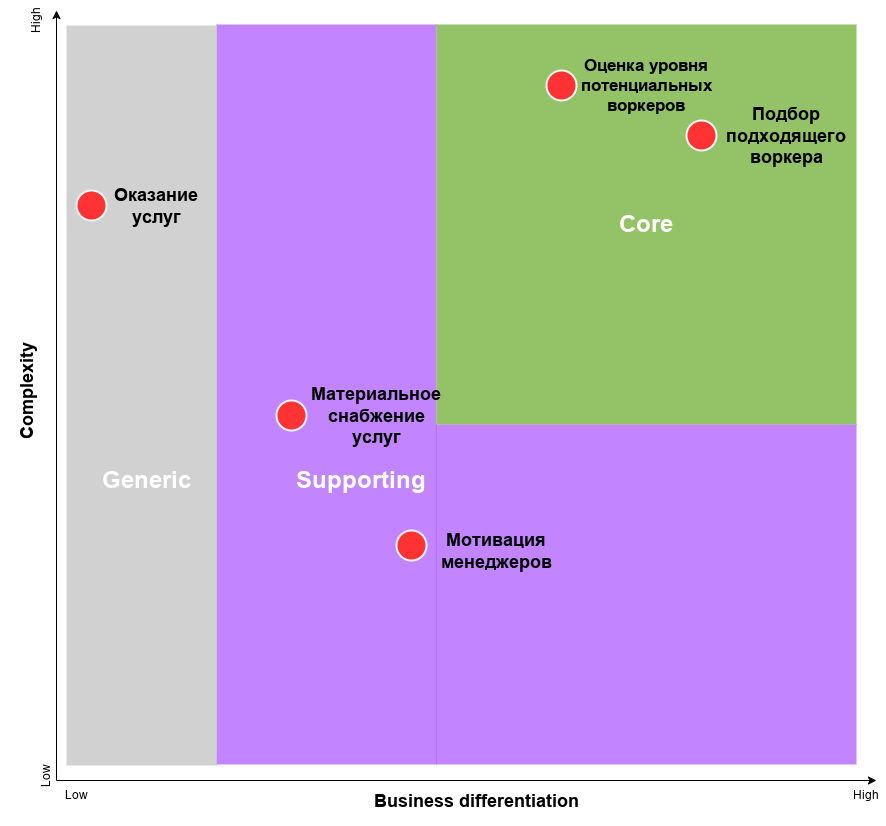 High
Оценка уровня
потенциальных
воркеров
Подбор
подходящего
воркера
Оказание
услуг
Core
Complexity
Материальное
снабжение
услуг
Generic
Supporting
Мотивация
менеджеров
Low
Low
Business differentiation
High